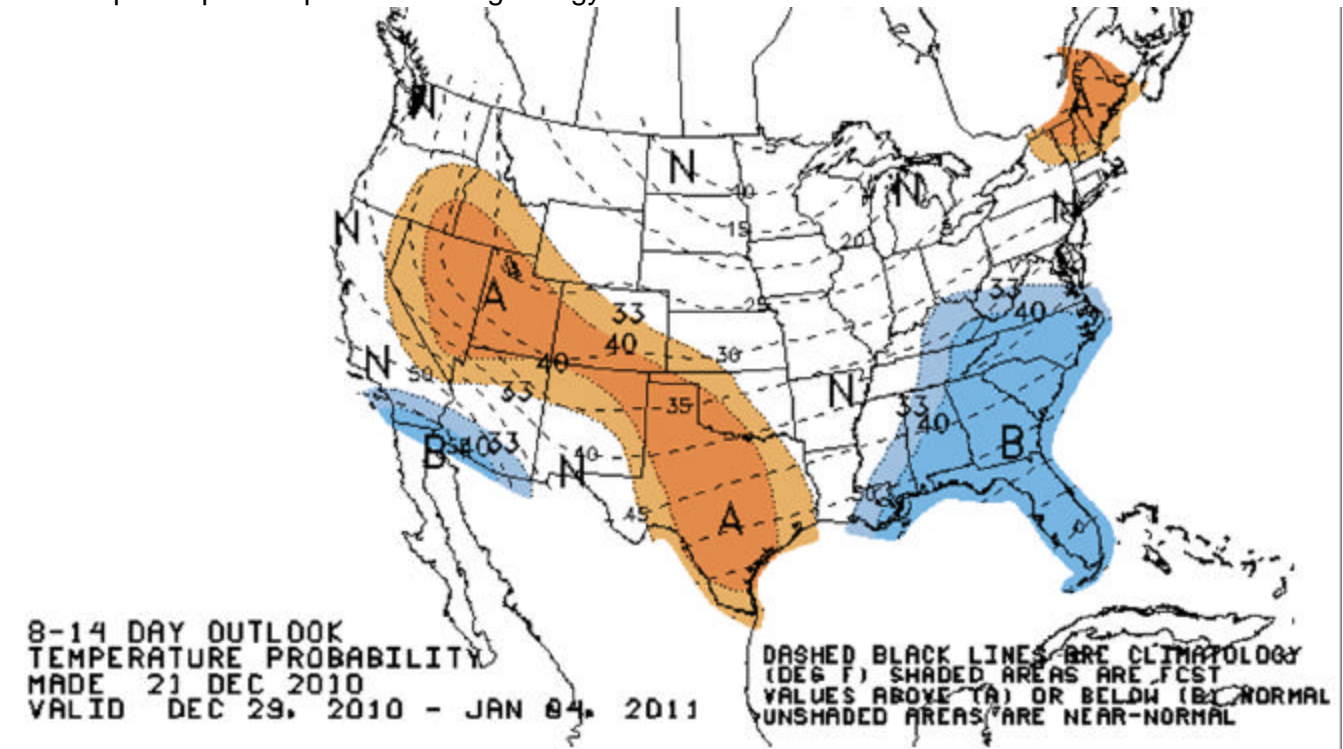 N
A
N
5
N
10
N
N
N
15
20
33
A
25
33
40
40
30
40
N
50
33
N
35
33
40
B
B
40
33
40
N
50
45
A
8-14 DAY OUTLOOK
TEMPERATURE PROBABILITY
MADE 21 DEC 2010
VALID DEC 29. 2010 - JAN 04. 2011
DASHED BLACK LINES ARE CLIMATOLOGY
(DEG F) SHADED AREAS ARE FCST
VALUES ABOVE (A) OR BELOW (B) NORMAL
UNSHADED AREAS ARE NEAR-NORMAL